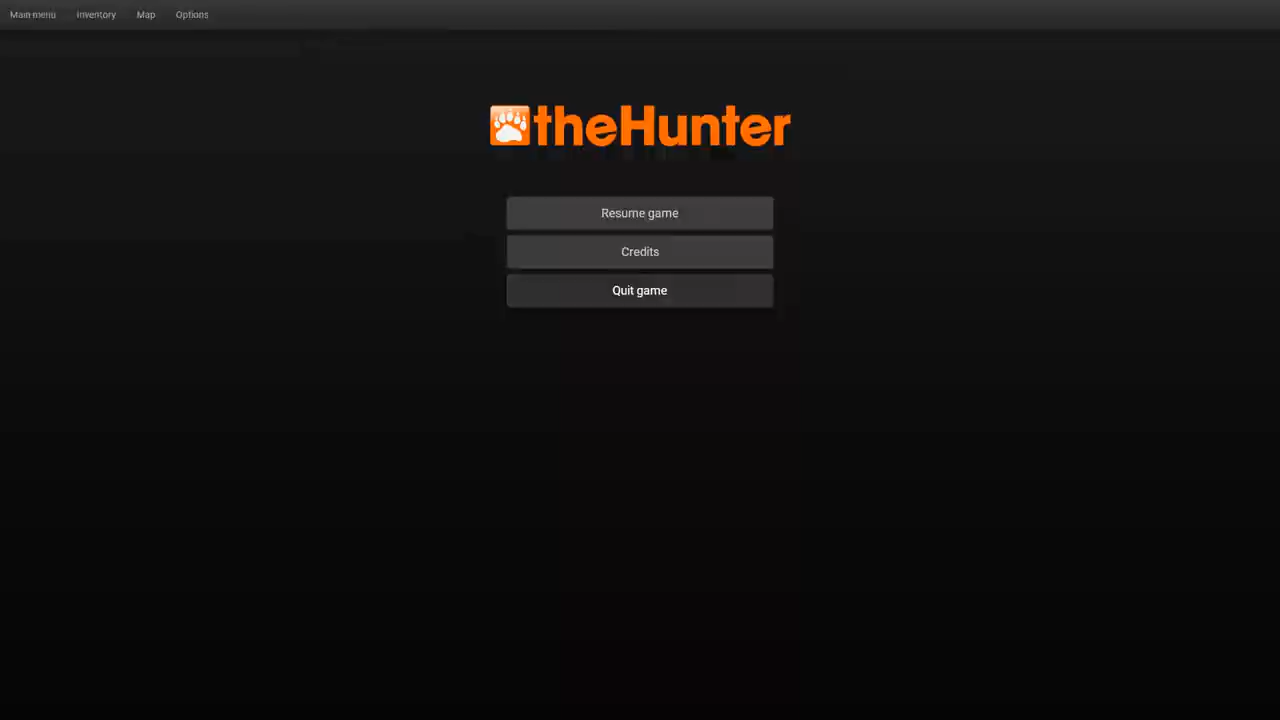 Main menu Inventory Map Options
theHunter
Resume game
Credits
Quit game